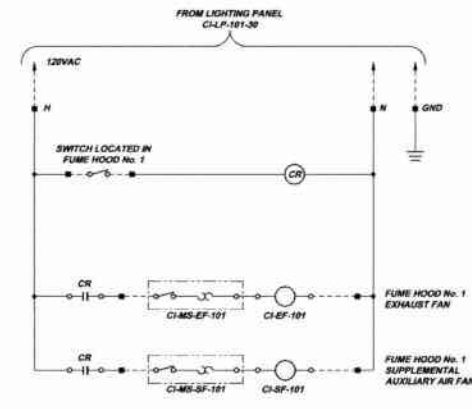 FROM LIGHTING PANEL
CI-LP-101-30
120VAC
H
N
GND
SWITCH LOCATED IN
FUME HOOD No. 1
CR
CR
CI-MS-EF-101
CI-EF-101
FUME HOOD No. 1
EXHAUST FAN
CR
CI-MS-SF-101
CI-SF-101
FUME HOOD No. 1
SUPPLEMENTAL
AUXILIARY AIR FAN